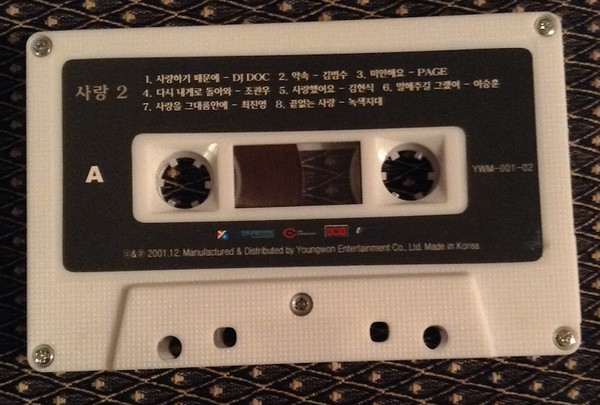 사랑 2
1. 사랑하기 때문에 - DJ DOC 2. 약속 - 김범수 3. 미안해요 - PAGE
4. 다시 내게로 돌아와 - 조관우 5. 사랑했어요 - 김현식 6. 말해주길 그랬어 - 이승훈
7. 사랑을 그대품안에 - 최진영 8. 끝없는 사랑 - 녹색지대
A
YWM-001-02
©&℗ 2001.12. Manufactured & Distributed by Youngwon Entertainment Co., Ltd. Made in Korea